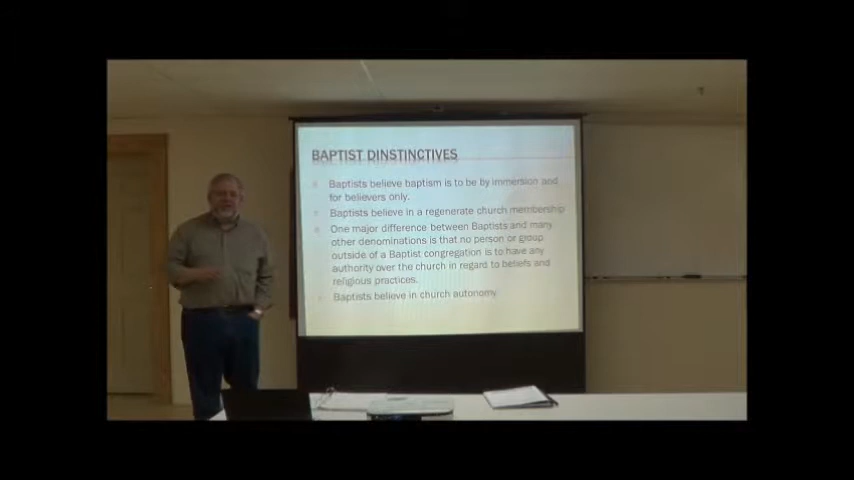 BAPTIST DINSTINCTIVES
Baptists believe baptism is to be by immersion and
for believers only.
Baptists believe in a regenerate church membership
One major difference between Baptists and many
other denominations is that no person or group
outside of a Baptist congregation is to have any
authority over the church in regard to beliefs and
religious practices.
Baptists believe in church autonomy.